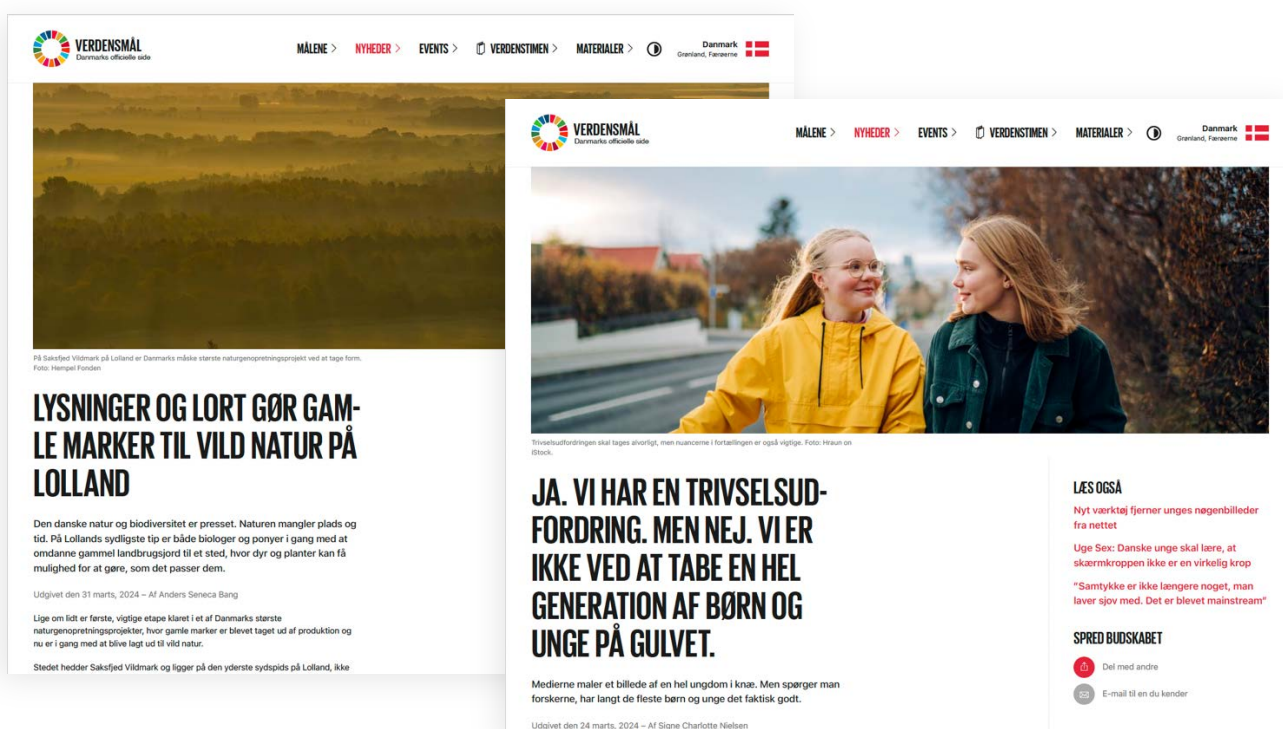 VERDENSMÅL
Danmarks officielle side
MÅLENE >
NYHEDER >
EVENTS >
VERDENSTIMEN >
MATERIALER >
Danmark
Grønland, Færøerne
På Saksfjed Vildmark på Lolland er Danmarks måske største naturgenopretningsprojekt ved at tage form.
Foto: Hempel Fonden
LYSNINGER OG LORT GØR GAM-
LE MARKER TIL VILD NATUR PÅ
LOLLAND
Den danske natur og biodiversitet er presset. Naturen mangler plads og
tid. På Lollands sydligste tip er både biologer og ponyer i gang med at
omdanne gammel landbrugsjord til et sted, hvor dyr og planter kan få
mulighed for at gøre, som det passer dem.
Udgivet den 31 marts, 2024 – Af Anders Seneca Bang
Lige om lidt er første, vigtige etape klaret i et af Danmarks største
naturgenopretningsprojekter, hvor gamle marker er blevet taget ud af produktion og
nu er i gang med at blive lagt ud til vild natur.
Stedet hedder Saksfjed Vildmark og ligger på den yderste sydspids på Lolland, ikke
VERDENSMÅL
Danmarks officielle side
MÅLENE >
NYHEDER >
EVENTS >
VERDENSTIMEN >
MATERIALER >
Danmark
Grønland, Færøerne
Trivselsudfordringen skal tages alvorligt, men nuancerne i fortællingen er også vigtige. Foto: Hraun on
iStock.
JA. VI HAR EN TRIVSELSUD-
FORDRING. MEN NEJ. VI ER
IKKE VED AT TABE EN HEL
GENERATION AF BØRN OG
UNGE PÅ GULVET.
Medierne maler et billede af en hel ungdom i knæ. Men spørger man
forskerne, har langt de fleste børn og unge det faktisk godt.
Udgivet den 24 marts, 2024 – Af Signe Charlotte Nielsen
LÆS OGSÅ
Nyt værktøj fjerner unges nøgenbilleder
fra nettet
Uge Sex: Danske unge skal lære, at
skærmkroppen ikke er en virkelig krop
"Samtykke er ikke længere noget, man
laver sjov med. Det er blevet mainstream"
SPRED BUDSKABET
Del med andre
E-mail til en du kender